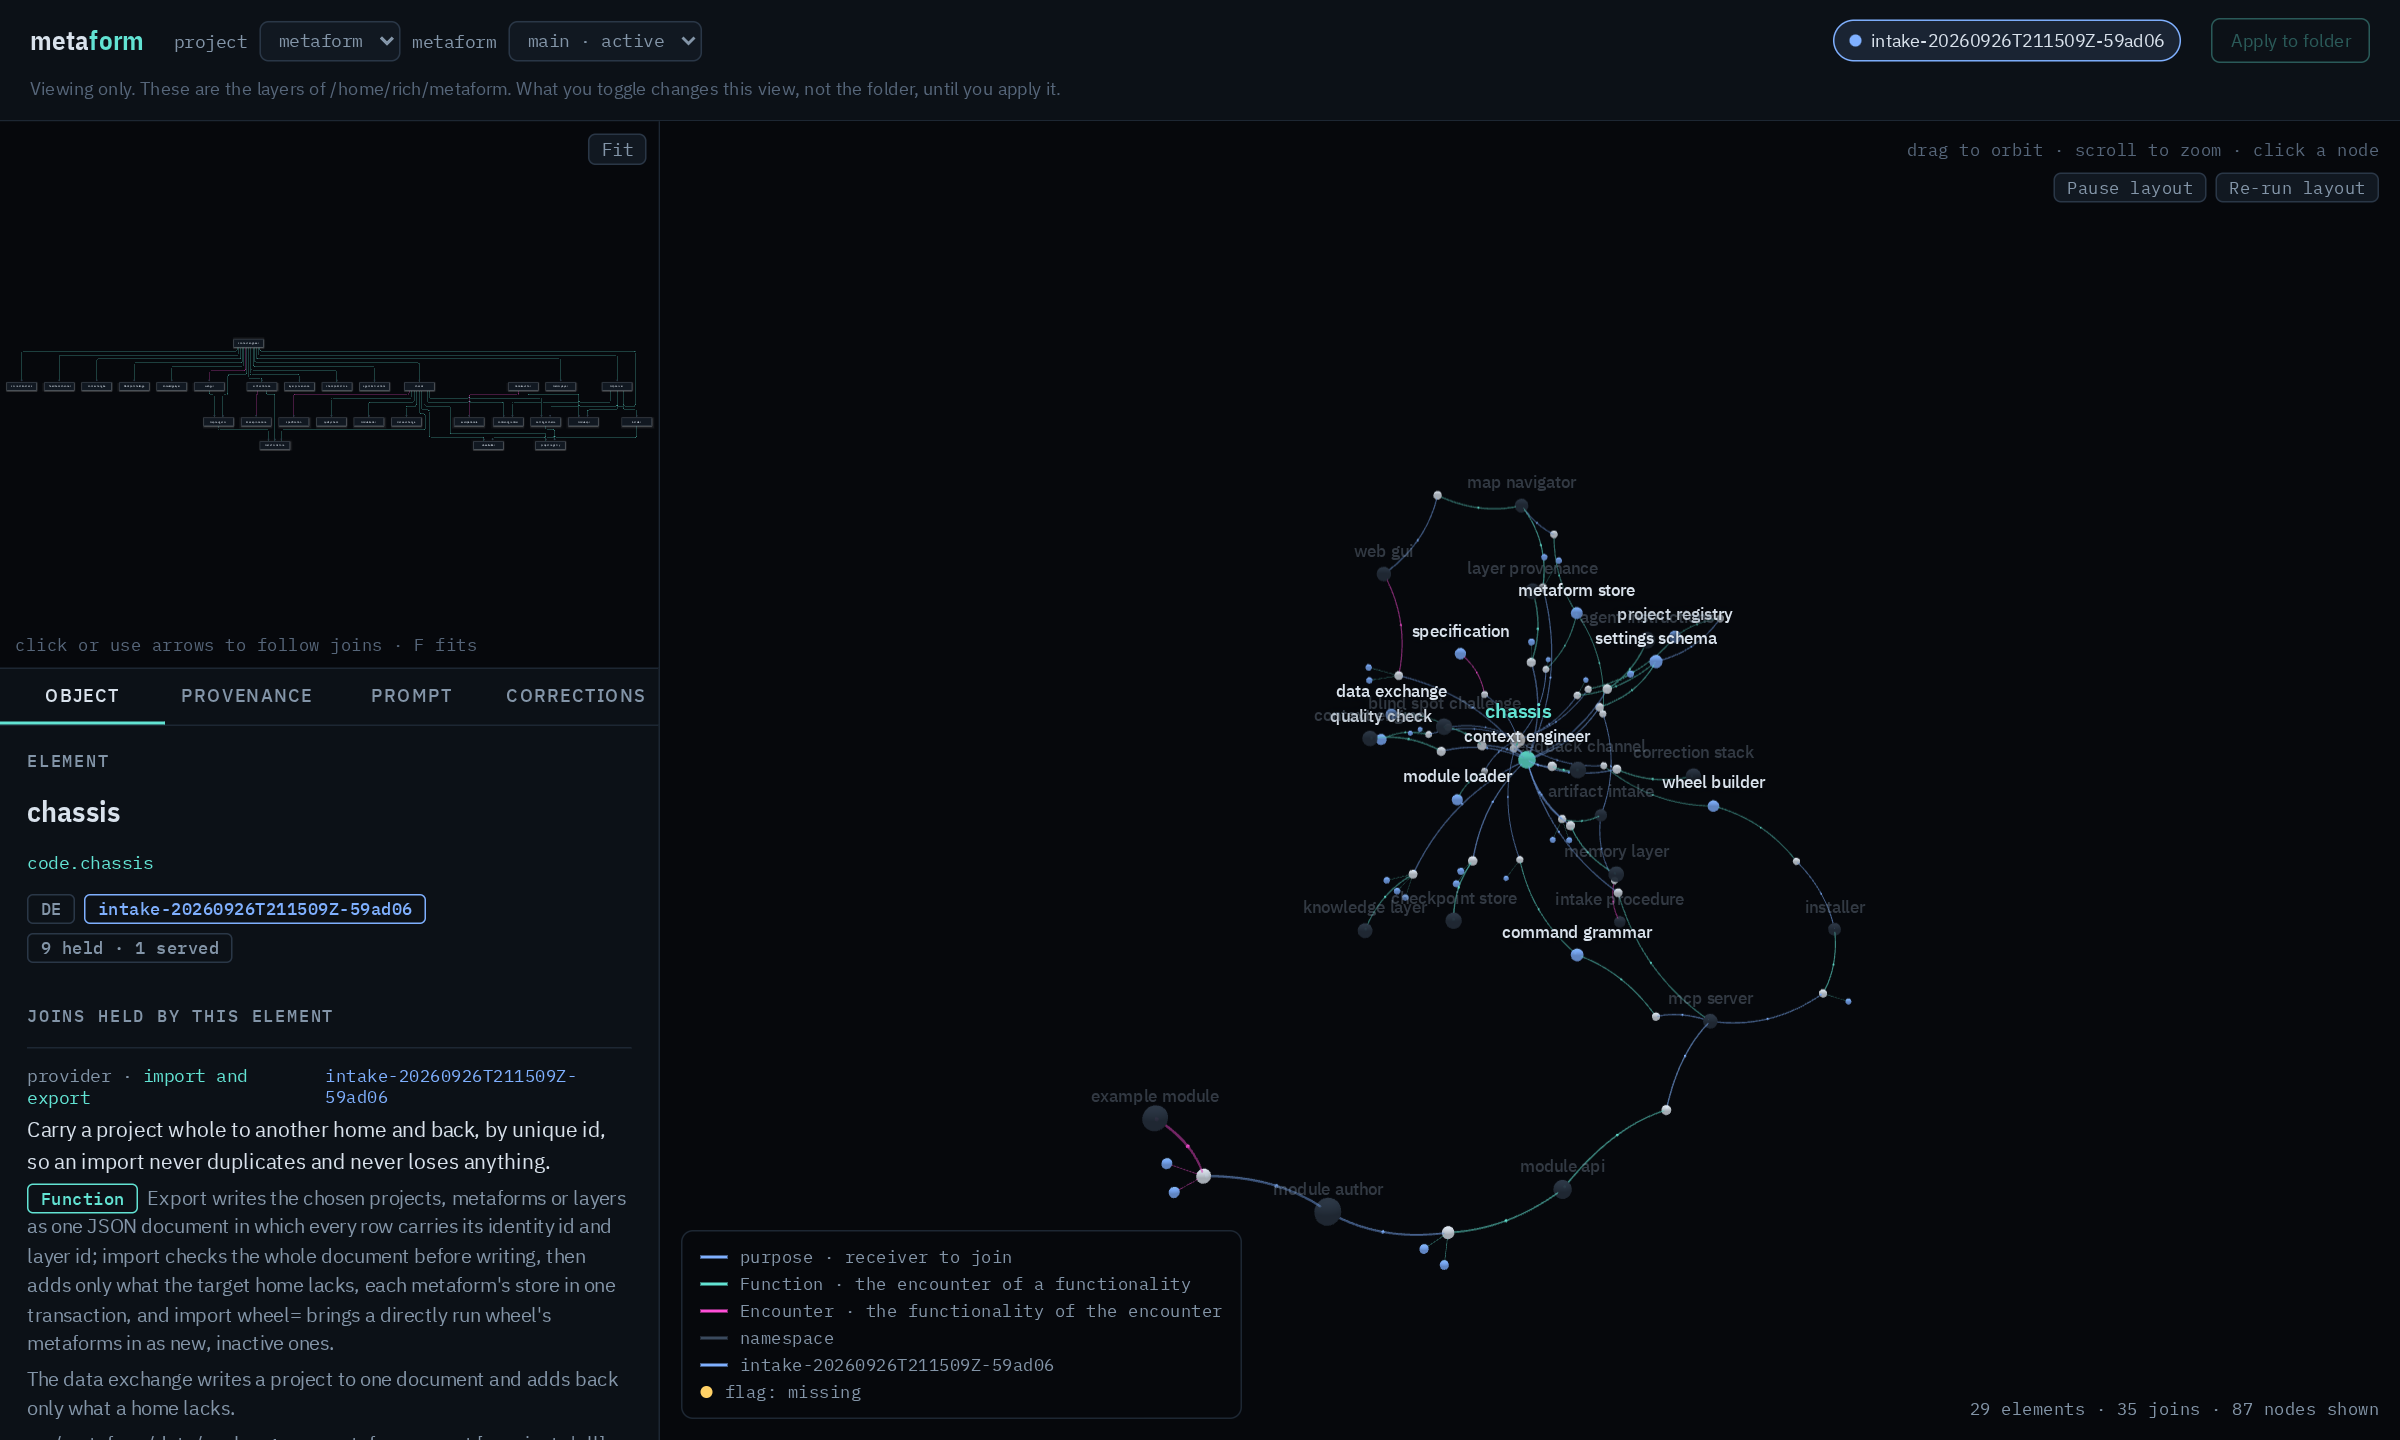 metaform project metaform metaform main · active
intake-20260926T211509Z-59ad06
Apply to folder
Viewing only. These are the layers of /home/rich/metaform. What you toggle changes this view, not the folder, until you apply it.
Fit
click or use arrows to follow joins · F fits
OBJECT PROVENANCE PROMPT CORRECTIONS
ELEMENT
chassis
code.chassis
DE intake-20260926T211509Z-59ad06
9 held · 1 served
JOINS HELD BY THIS ELEMENT
provider · import and export
intake-20260926T211509Z-59ad06
Carry a project whole to another home and back, by unique id,
so an import never duplicates and never loses anything.
Function Export writes the chosen projects, metaforms or layers
as one JSON document in which every row carries its identity id and
layer id; import checks the whole document before writing, then
adds only what the target home lacks, each metaform's store in one
transaction, and import wheel= brings a directly run wheel's
metaforms in as new, inactive ones.
The data exchange writes a project to one document and adds back
only what a home lacks.
drag to orbit · scroll to zoom · click a node
Pause layout Re-run layout
map navigator
web gui
layer provenance
metaform store
project registry
specification
settings schema
data exchange
blind spot challenge
chassis
quality check
context engineer
feedback channel
correction stack
module loader
wheel builder
artifact intake
memory layer
checkpoint store
intake procedure
knowledge layer
installer
command grammar
mcp server
example module
module api
module author
purpose · receiver to join
Function · the encounter of a functionality
Encounter · the functionality of the encounter
namespace
intake-20260926T211509Z-59ad06
flag: missing
29 elements · 35 joins · 87 nodes shown